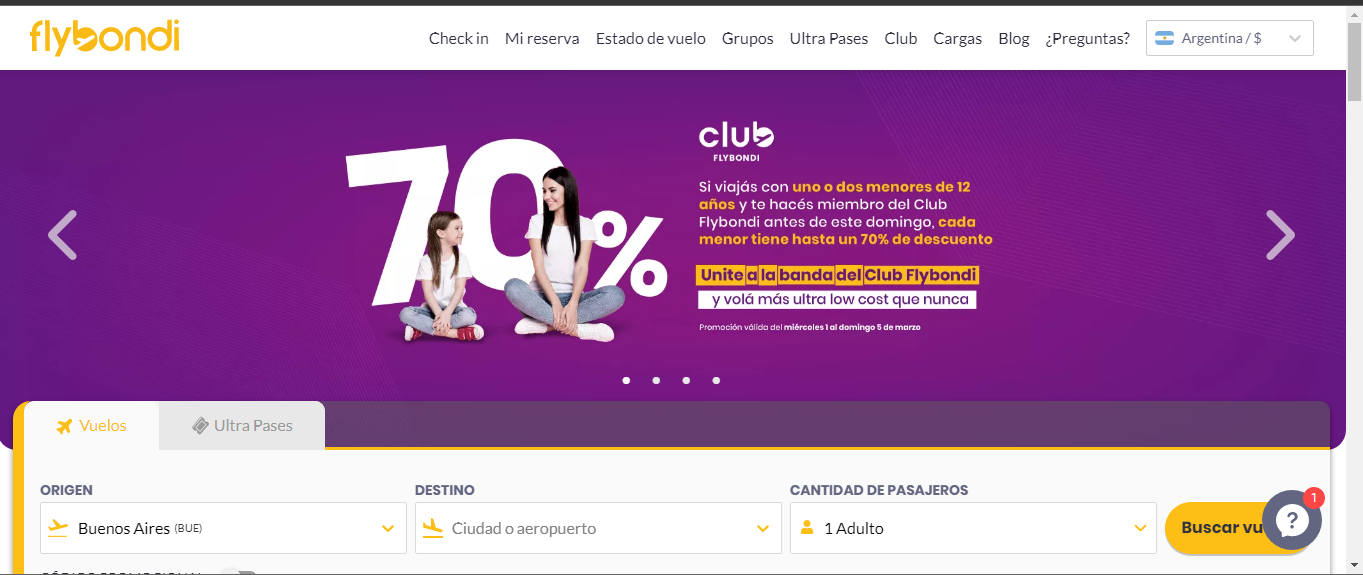 flybondi
Check in Mi reserva Estado de vuelo Grupos Ultra Pases Club Cargas Blog ¿Preguntas? Argentina / $
70%
club
FLYBONDI
Si viajás con uno o dos menores de 12
años y te hacés miembro del Club
Flybondi antes de este domingo, cada
menor tiene hasta un 70% de descuento
Unite a la banda del Club Flybondi
y volá más ultra low cost que nunca
Promoción válida del miércoles 1 al domingo 5 de marzo
Vuelos Ultra Pases
ORIGEN DESTINO CANTIDAD DE PASAJEROS
Buenos Aires (BUE) Ciudad o aeropuerto 1 Adulto Buscar vu ? 1